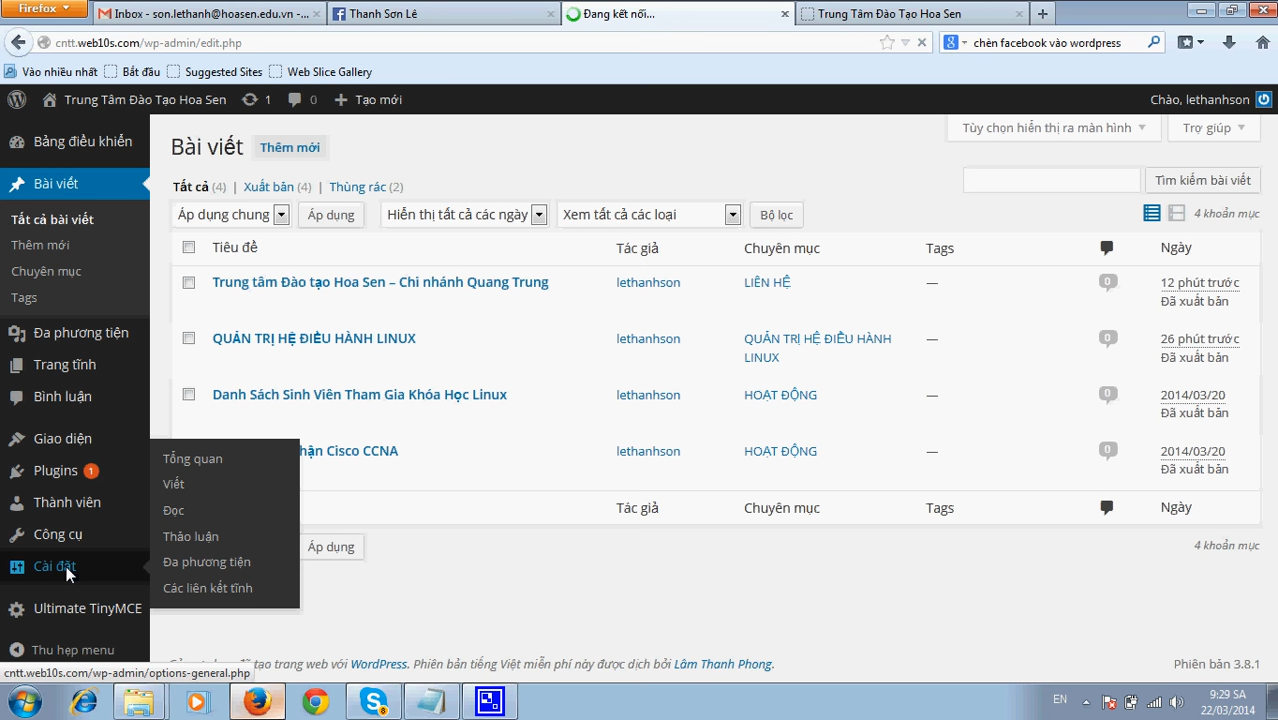 Firefox
Inbox - son.lethanh@hoasen.edu.vn -...
Thanh Sơn Lê
Đang kết nối...
Trung Tâm Đào Tạo Hoa Sen
cntt.web10s.com/wp-admin/edit.php
chèn facebook vào wordpress
Vào nhiều nhất
Bắt đầu
Suggested Sites
Web Slice Gallery
Trung Tâm Đào Tạo Hoa Sen
1
0
Tạo mới
Chào, lethanhson
Bảng điều khiển
Bài viết
Tất cả bài viết
Thêm mới
Chuyên mục
Tags
Đa phương tiện
Trang tĩnh
Bình luận
Giao diện
Plugins 1
Thành viên
Công cụ
Cài đặt
Ultimate TinyMCE
Thu hẹp menu
Tổng quan
Viết
Đọc
Thảo luận
Đa phương tiện
Các liên kết tĩnh
Bài viết Thêm mới
Tùy chọn hiển thị ra màn hình
Trợ giúp
Tất cả (4) | Xuất bản (4) | Thùng rác (2)
Tìm kiếm bài viết
Áp dụng chung
Áp dụng
Hiển thị tất cả các ngày
Xem tất cả các loại
Bộ lọc
4 khoản mục
Tiêu đề Tác giả Chuyên mục Tags Ngày
Trung tâm Đào tạo Hoa Sen – Chi nhánh Quang Trung lethanhson LIÊN HỆ — 0 12 phút trước
Đã xuất bản
QUẢN TRỊ HỆ ĐIỀU HÀNH LINUX lethanhson QUẢN TRỊ HỆ ĐIỀU HÀNH — 0 26 phút trước
LINUX Đã xuất bản
Danh Sách Sinh Viên Tham Gia Khóa Học Linux lethanhson HOẠT ĐỘNG — 0 2014/03/20
Đã xuất bản
Cisco CCNA lethanhson HOẠT ĐỘNG — 0 2014/03/20
Đã xuất bản
Tác giả Chuyên mục Tags Ngày
Áp dụng
4 khoản mục
tạo trang web với WordPress. Phiên bản tiếng Việt miễn phí này được dịch bởi Lâm Thanh Phong.
Phiên bản 3.8.1
cntt.web10s.com/wp-admin/options-general.php
8
EN
9:29 SA
22/03/2014